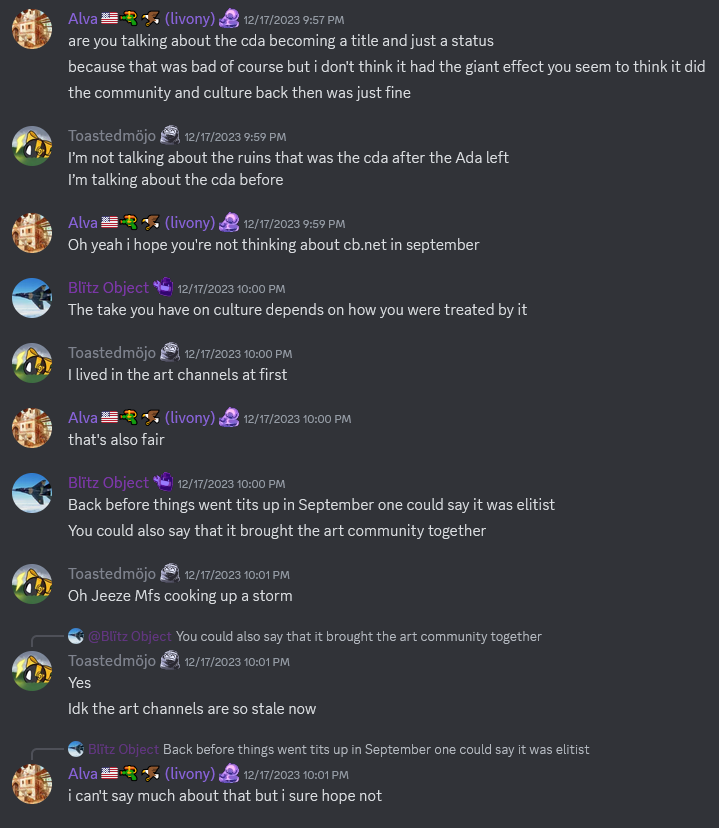 Alva (livony) 12/17/2023 9:57 PM
are you talking about the cda becoming a title and just a status
because that was bad of course but i don't think it had the giant effect you seem to think it did
the community and culture back then was just fine
Toastedmöjo 12/17/2023 9:59 PM
I'm not talking about the ruins that was the cda after the Ada left
I'm talking about the cda before
Alva (livony) 12/17/2023 9:59 PM
Oh yeah i hope you're not thinking about cb.net in september
Blïtz Object 12/17/2023 10:00 PM
The take you have on culture depends on how you were treated by it
Toastedmöjo 12/17/2023 10:00 PM
I lived in the art channels at first
Alva (livony) 12/17/2023 10:00 PM
that's also fair
Blïtz Object 12/17/2023 10:00 PM
Back before things went tits up in September one could say it was elitist
You could also say that it brought the art community together
Toastedmöjo 12/17/2023 10:01 PM
Oh Jeeze Mfs cooking up a storm
@Blïtz Object You could also say that it brought the art community together
Toastedmöjo 12/17/2023 10:01 PM
Yes
Idk the art channels are so stale now
Blïtz Object Back before things went tits up in September one could say it was elitist
Alva (livony) 12/17/2023 10:01 PM
i can't say much about that but i sure hope not